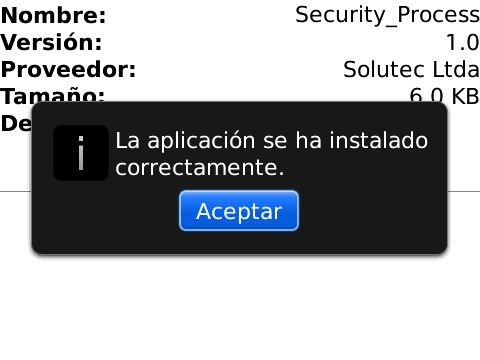 Nombre: Security_Process
Versión: 1.0
Proveedor: Solutec Ltda
Tamaño: 6.0 KB
De
i
La aplicación se ha instalado
correctamente.
Aceptar